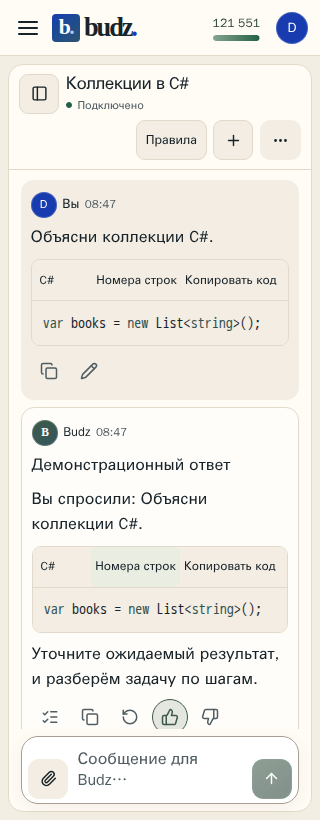 b. budz.
121 551
D
Коллекции в C#
Подключено
Правила
D Вы 08:47
Объясни коллекции C#.
C# Номера строк Копировать код
var books = new List<string>();
B Budz 08:47
Демонстрационный ответ
Вы спросили: Объясни
коллекции C#.
C# Номера строк Копировать код
var books = new List<string>();
Уточните ожидаемый результат,
и разберём задачу по шагам.
Сообщение для
Budz···